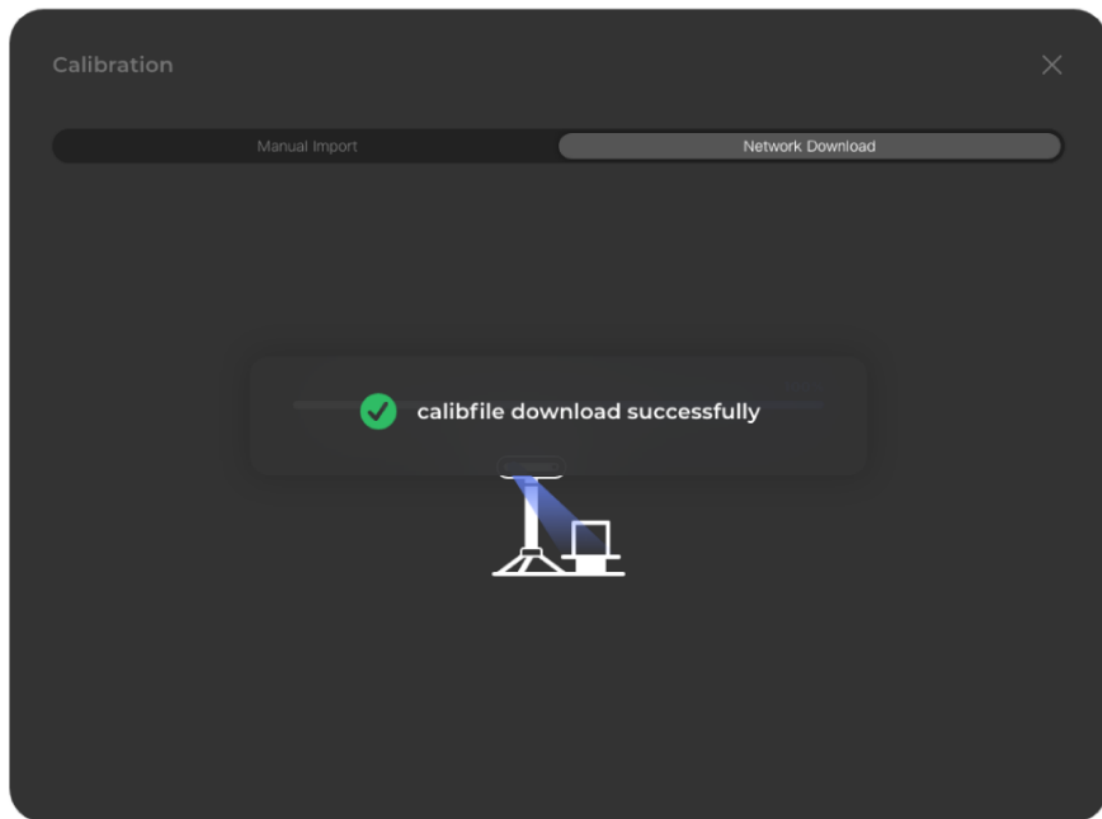 Calibration
Manual Import
Network Download
calibfile download successfully